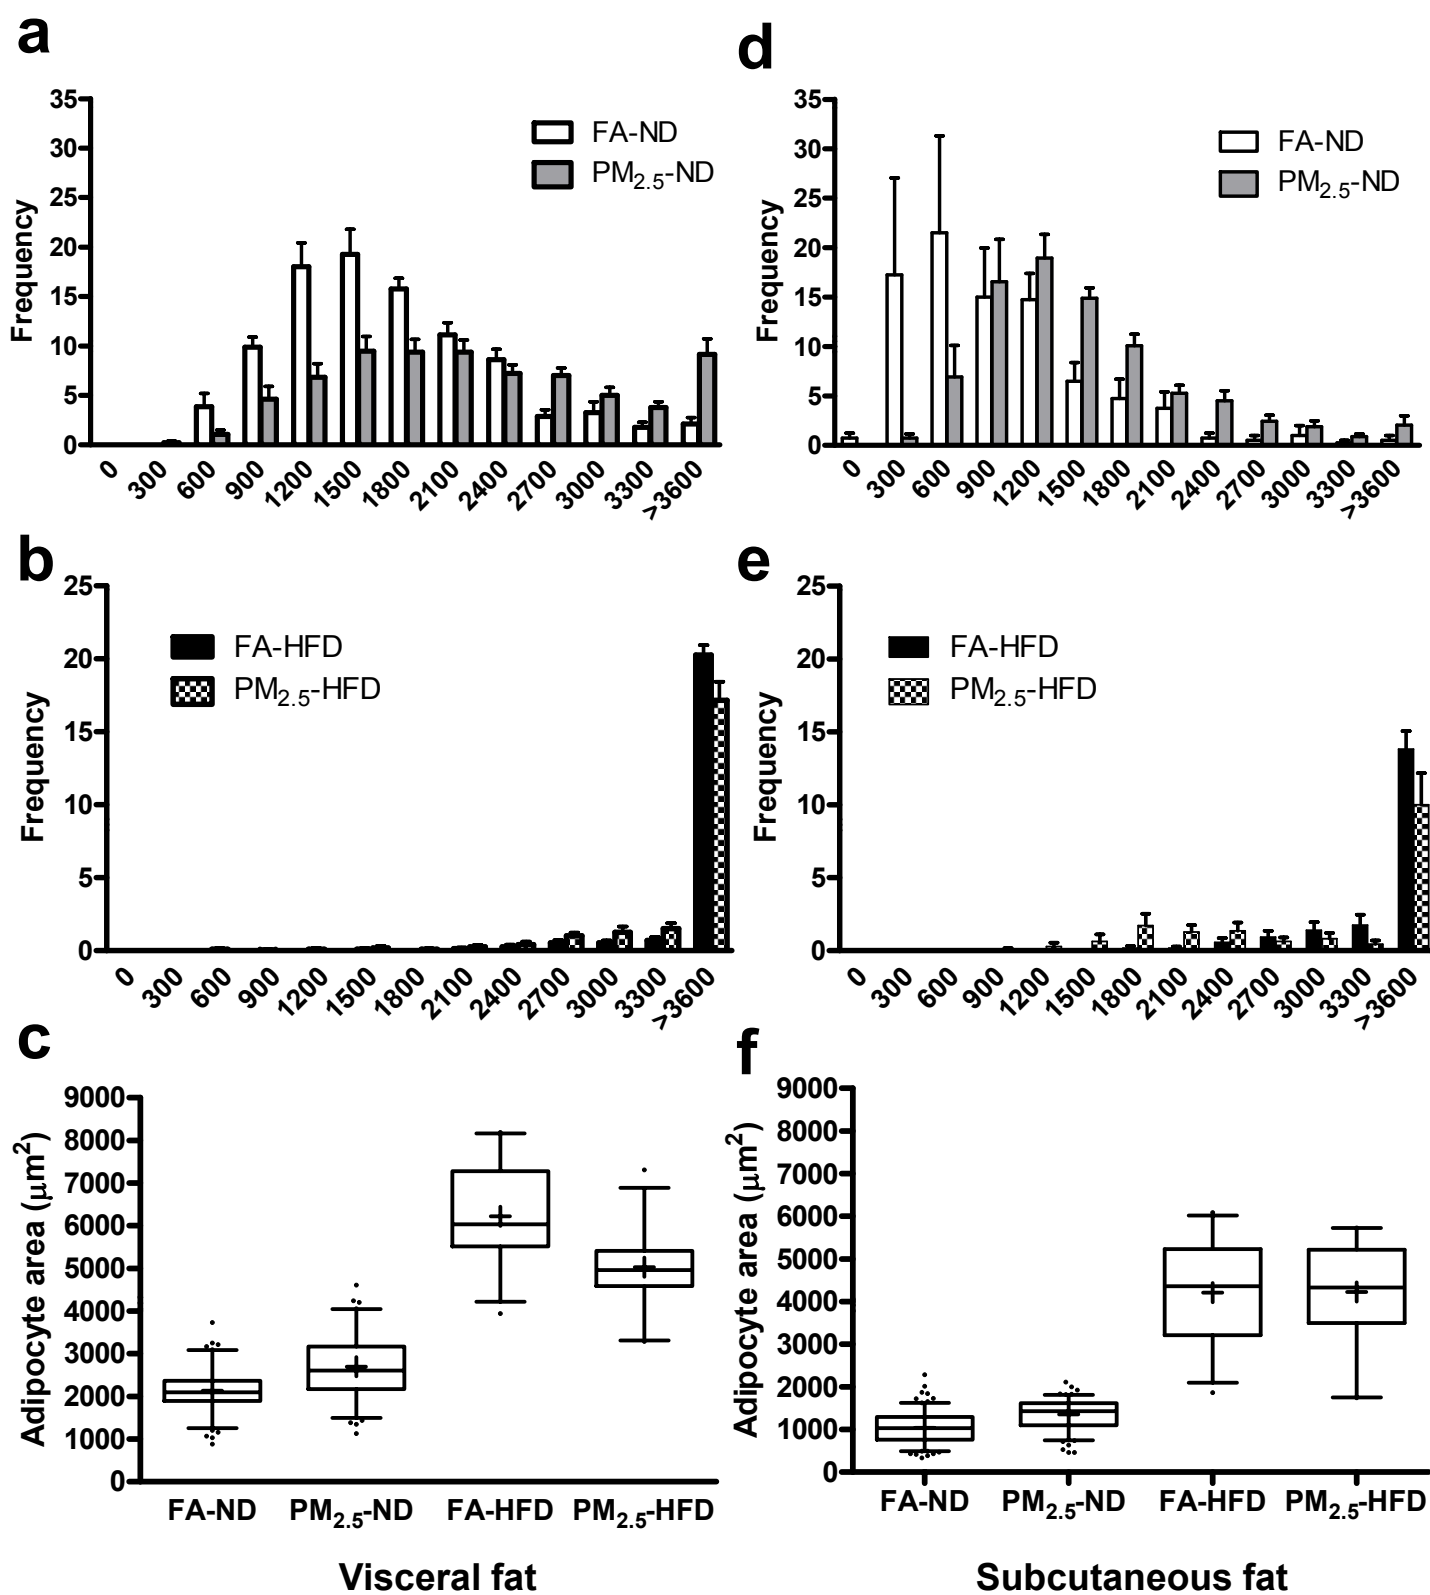 a
35
30
25
20
15
10
5
0
Frequency
FA-ND
PM2.5-ND
0 300 600 900 1200 1500 1800 2100 2400 2700 3000 3300 >3600
d
35
30
25
20
15
10
5
0
Frequency
FA-ND
PM2.5-ND
0 300 600 900 1200 1500 1800 2100 2400 2700 3000 3300 >3600
b
25
20
15
10
5
0
Frequency
FA-HFD
PM2.5-HFD
0 300 600 900 1200 1500 1800 2100 2400 2700 3000 3300 >3600
e
25
20
15
10
5
0
Frequency
FA-HFD
PM2.5-HFD
0 300 600 900 1200 1500 1800 2100 2400 2700 3000 3300 >3600
c
9000
8000
7000
6000
5000
4000
3000
2000
1000
0
Adipocyte area (μm2)
FA-ND PM2.5-ND FA-HFD PM2.5-HFD
Visceral fat
f
9000
8000
7000
6000
5000
4000
3000
2000
1000
0
Adipocyte area (μm2)
FA-ND PM2.5-ND FA-HFD PM2.5-HFD
Subcutaneous fat